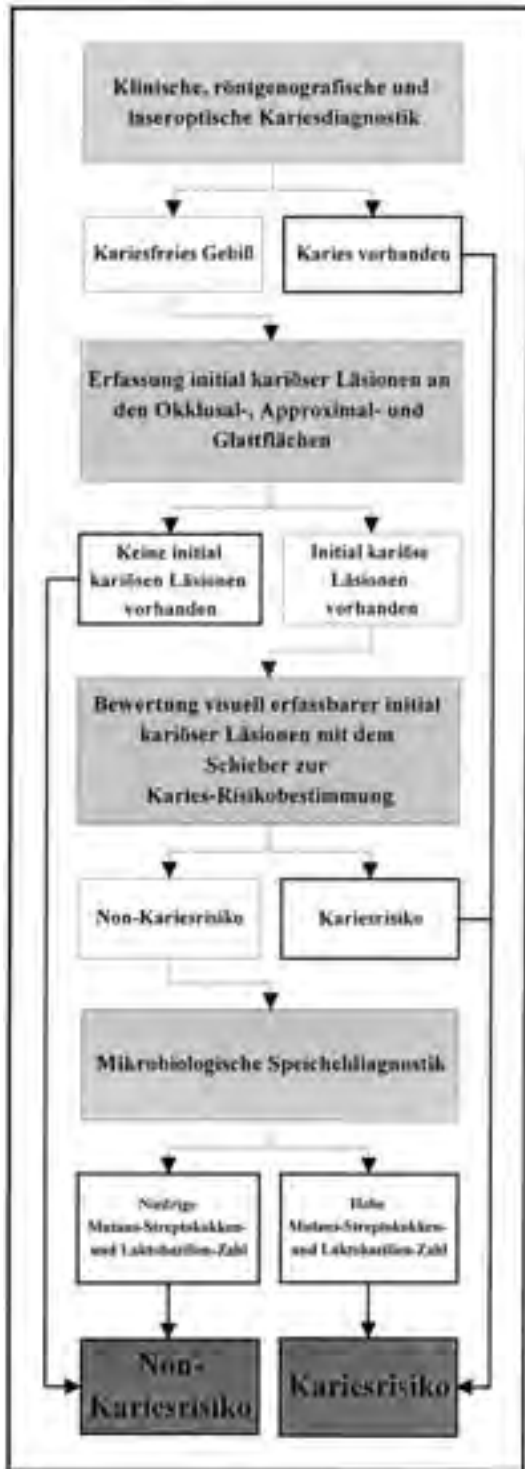 Klinische, röntgenografische und
laseroptische Kariesdiagnostik
Kariesfreies Gebiß
Karies vorhanden
Erfassung initial kariöser Läsionen an
den Okklusal-, Approximal- und
Glattflächen
Keine initial
kariösen Läsionen
vorhanden
Initial kariöse
Läsionen
vorhanden
Bewertung visuell erfassbarer initial
kariöser Läsionen mit dem
Schieber zur
Karies-Risikobestimmung
Non-Kariesrisiko
Kariesrisiko
Mikrobiologische Speicheldiagnostik
Niedrige
Mutans-Streptokokken-
und Laktobazillen-Zahl
Hohe
Mutans-Streptokokken-
und Laktobazillen-Zahl
Non-
Kariesrisiko
Kariesrisiko